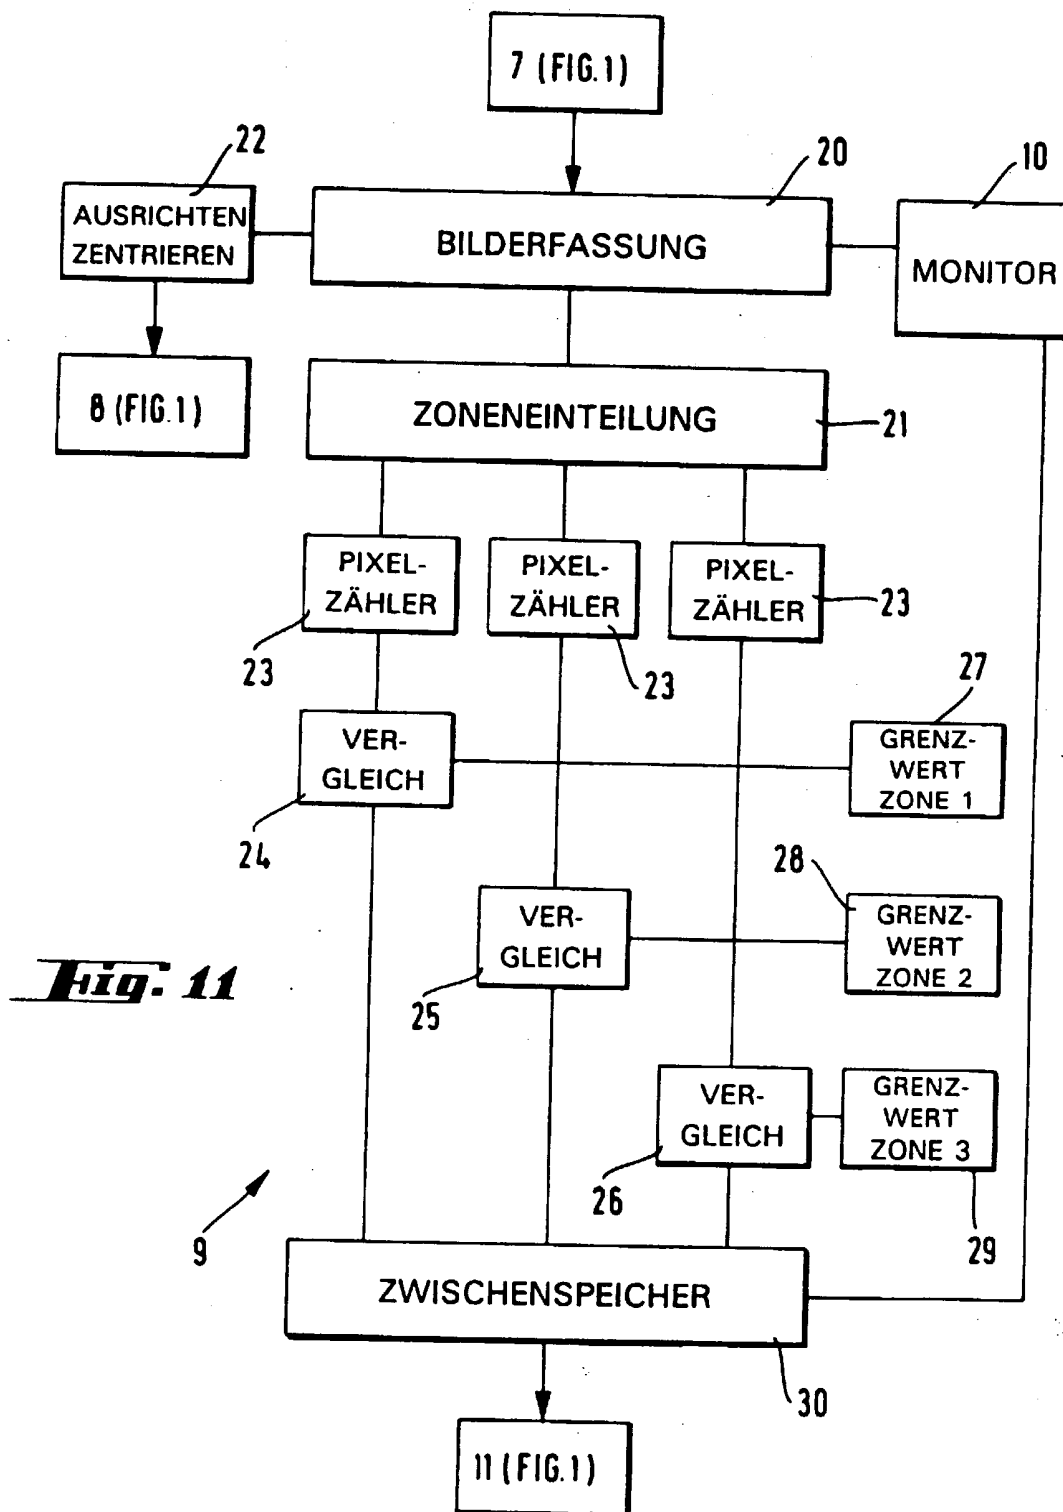 7 (FIG.1)
22
20
10
AUSRICHTEN
ZENTRIEREN
BILDERFASSUNG
MONITOR
8 (FIG.1)
ZONENEINTEILUNG
21
PIXEL-
ZÄHLER
PIXEL-
ZÄHLER
PIXEL-
ZÄHLER
23
23
23
27
VER-
GLEICH
GRENZ-
WERT
ZONE 1
24
28
VER-
GLEICH
GRENZ-
WERT
ZONE 2
Fig. 11
25
VER-
GLEICH
GRENZ-
WERT
ZONE 3
26
9
29
ZWISCHENSPEICHER
30
11 (FIG.1)